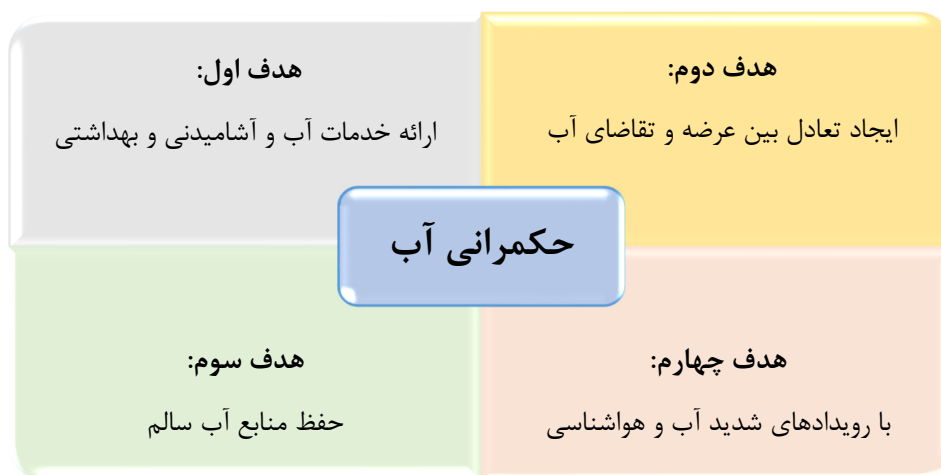 هدف اول:
ارائه خدمات آب و آشامیدنی و بهداشتی
هدف دوم:
ایجاد تعادل بین عرضه و تقاضای آب
حکمرانی آب
هدف سوم:
حفظ منابع آب سالم
هدف چهارم:
با رویدادهای شدید آب و هواشناسی